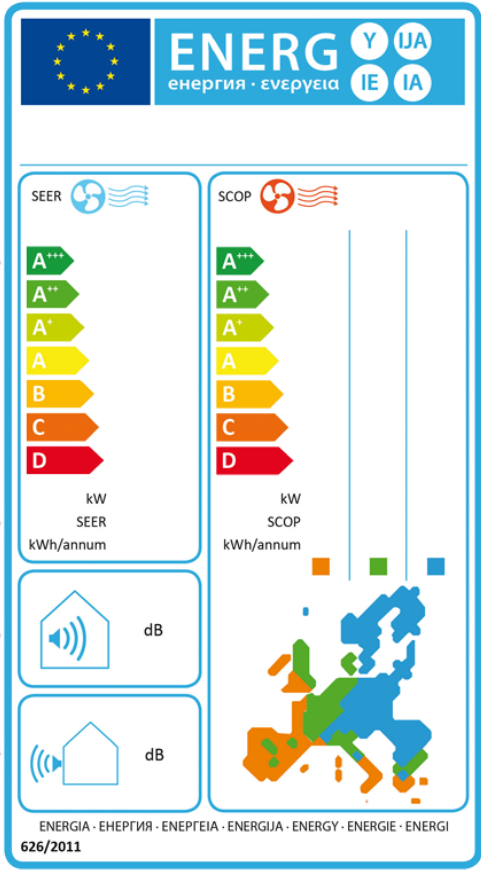 ENERG Y IJA
енергия · ενεργεια IE IA
SEER
SCOP
A+++
A++
A+
A
B
C
D
A+++
A++
A+
A
B
C
D
kW
SEER
kWh/annum
kW
SCOP
kWh/annum
dB
dB
ENERGIA · ЕНЕРГИЯ · ΕΝΕΡΓΕΙΑ · ENERGIJA · ENERGY · ENERGIE · ENERGI
626/2011